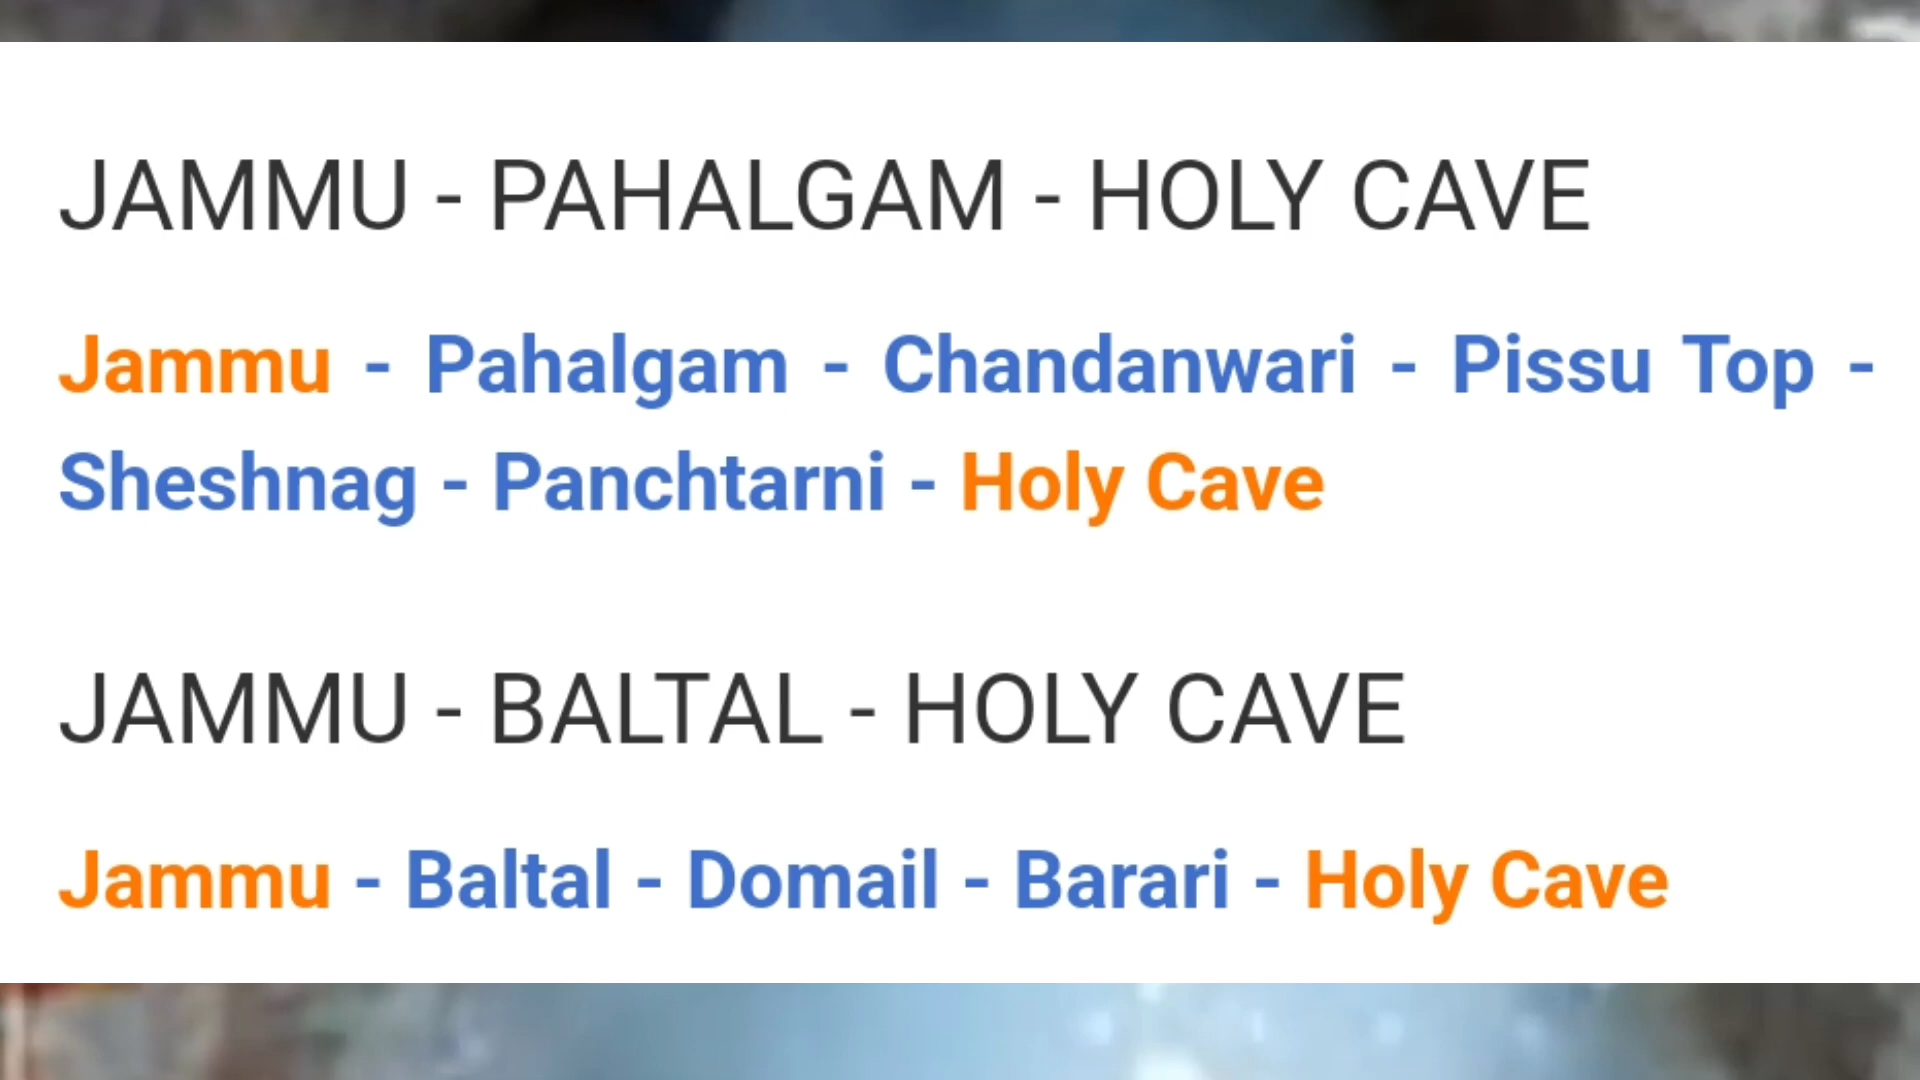 JAMMU - PAHALGAM - HOLY CAVE
Jammu - Pahalgam - Chandanwari - Pissu Top -
Sheshnag - Panchtarni - Holy Cave
JAMMU - BALTAL - HOLY CAVE
Jammu - Baltal - Domail - Barari - Holy Cave